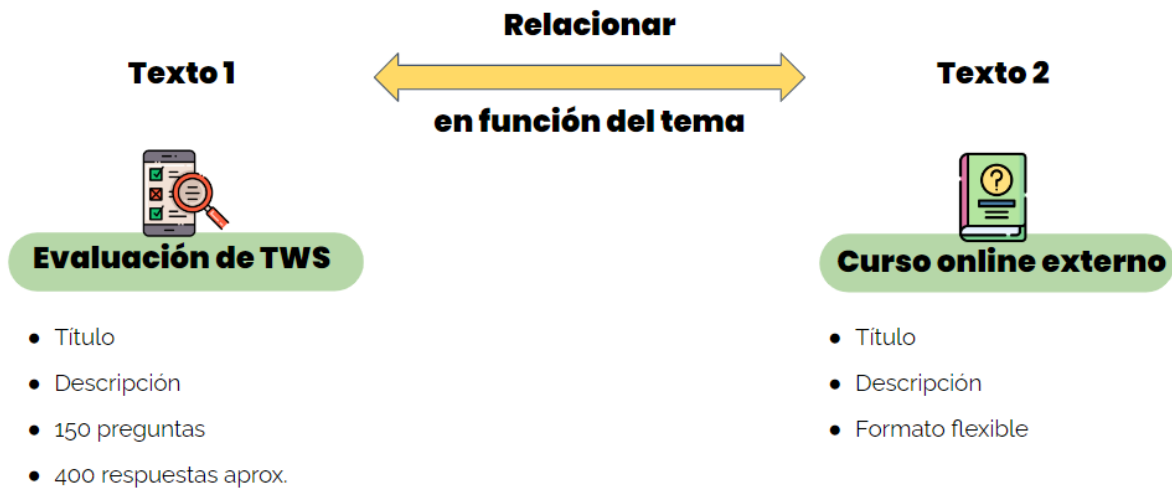 Relacionar
Texto 1
Texto 2
en función del tema
Evaluación de TWS
Curso online externo
● Título
● Descripción
● 150 preguntas
● 400 respuestas aprox.
● Título
● Descripción
● Formato flexible